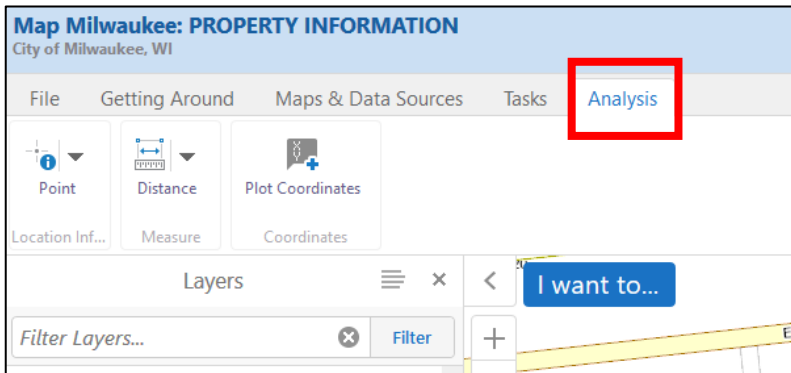 Map Milwaukee: PROPERTY INFORMATION
City of Milwaukee, WI
File Getting Around Maps & Data Sources Tasks Analysis
Point Distance Plot Coordinates
Location Inf... Measure Coordinates
Layers
I want to...
Filter Layers... Filter
E